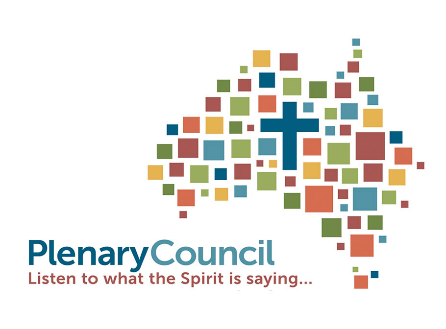 PlenaryCouncil
Listen to what the Spirit is saying...